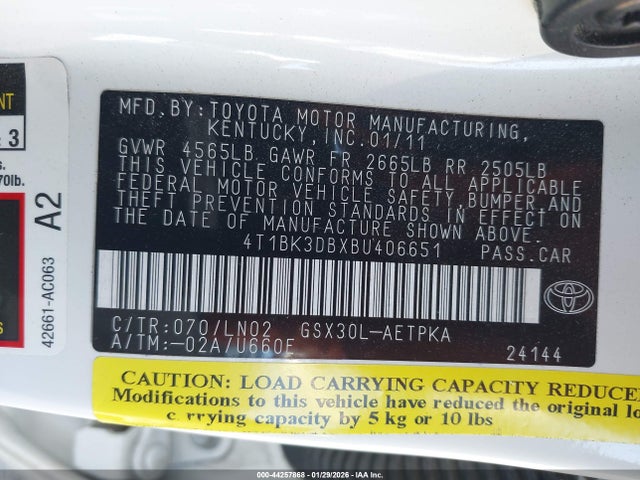 MFD. BY: TOYOTA MOTOR MANUFACTURING,
KENTUCKY, INC. 01/11
GVWR 4565LB GAWR FR 2665LB RR 2505LB
THIS VEHICLE CONFORMS TO ALL APPLICABLE
FEDERAL MOTOR VEHICLE SAFETY, BUMPER, AND
THEFT PREVENTION STANDARDS IN EFFECT ON
THE DATE OF MANUFACTURE SHOWN ABOVE.
4T1BK3DBXBU406651 PASS. CAR
TOYOTA
C/TR: 070/LN02 GSX30L-AETPKA
A/TM: -02A/U660E
24144
3
70lb.
A2
42661-AC063
CAUTION: LOAD CARRYING CAPACITY REDUCE
Modifications to this vehicle have reduced the original lo
c rrying capacity by 5 kg or 10 lbs
000-44257868 - 01/29/2026 - IAA Inc.